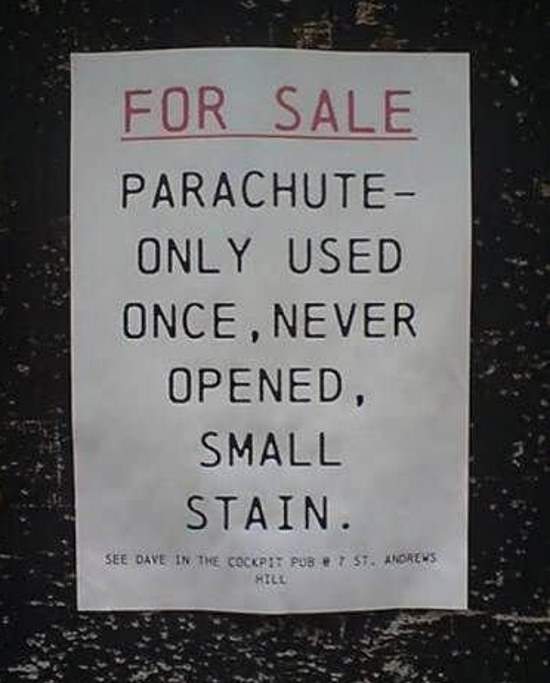 FOR SALE
PARACHUTE-
ONLY USED
ONCE, NEVER
OPENED,
SMALL
STAIN.
SEE DAVE IN THE COCKPIT PUB @ 7 ST. ANDREWS
HILL